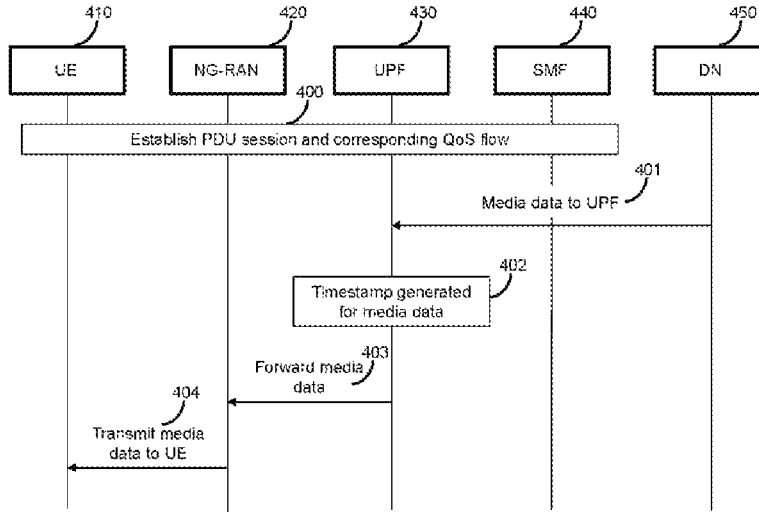 410
420
430
440
450
UE
NG-RAN
UPF
SMF
DN
400
Establish PDU session and corresponding QoS flow
401
Media data to UPF
402
Timestamp generated
for media data
403
Forward media
data
404
Transmit media
data to UE